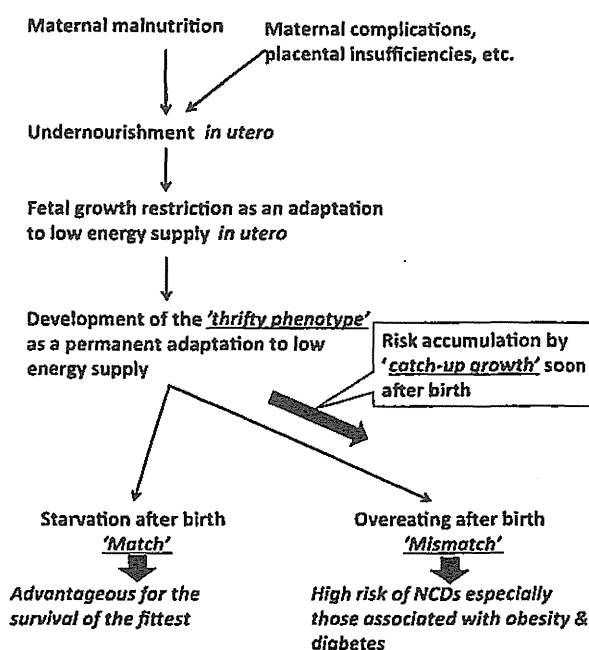 Maternal malnutrition
Maternal complications,
placental insufficiencies, etc.
Undernourishment in utero
Fetal growth restriction as an adaptation
to low energy supply in utero
Development of the 'thrifty phenotype'
as a permanent adaptation to low
energy supply
Risk accumulation by
'catch-up growth' soon
after birth
Starvation after birth
'Match'
Advantageous for the
survival of the fittest
Overeating after birth
'Mismatch'
High risk of NCDs especially
those associated with obesity &
diabetes